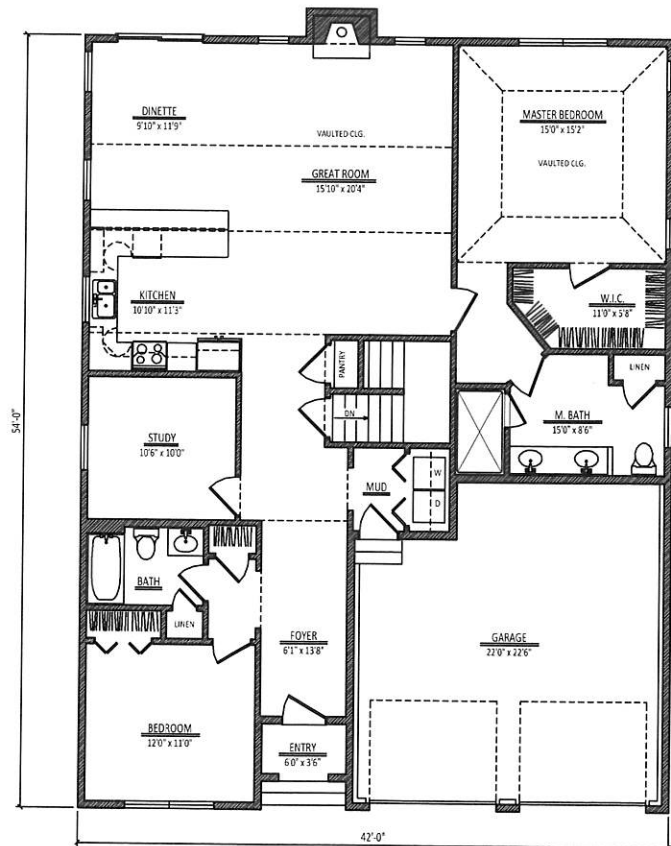 DINETTE
9'10" x 11'9"
VAULTED CLG.
GREAT ROOM
15'10" x 20'4"
MASTER BEDROOM
15'0" x 15'2"
VAULTED CLG.
KITCHEN
10'10" x 11'3"
W.I.C.
11'0" x 5'8"
PANTRY
LINEN
DN
M. BATH
15'0" x 8'6"
54'-0"
STUDY
10'6" x 10'0"
MUD
W
D
BATH
LINEN
FOYER
6'1" x 13'8"
GARAGE
22'0" x 22'6"
BEDROOM
12'0" x 11'0"
ENTRY
6'0" x 3'6"
42'-0"